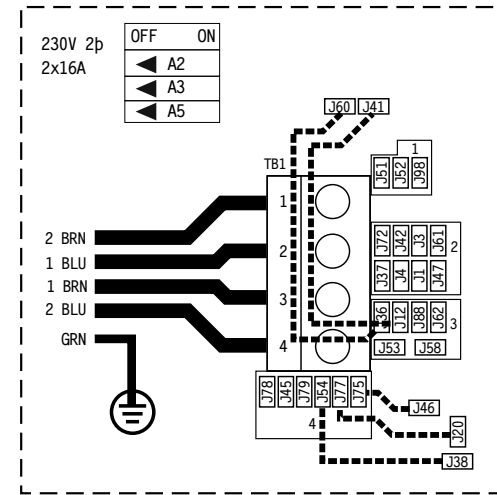 230V 2þ
2x16A
OFF ON
A2
A3
A5
J60 J41
TB1
1
J51 J52 J98
1
2
3
4
2 BRN
1 BLU
1 BRN
2 BLU
GRN
J72 J42 J3 J61
J37 J4 J1 J47
2
J36 J12 J88 J62
3
J53 J58
J78 J45 J79 J54 J77 J75
4
J46
J20
J38